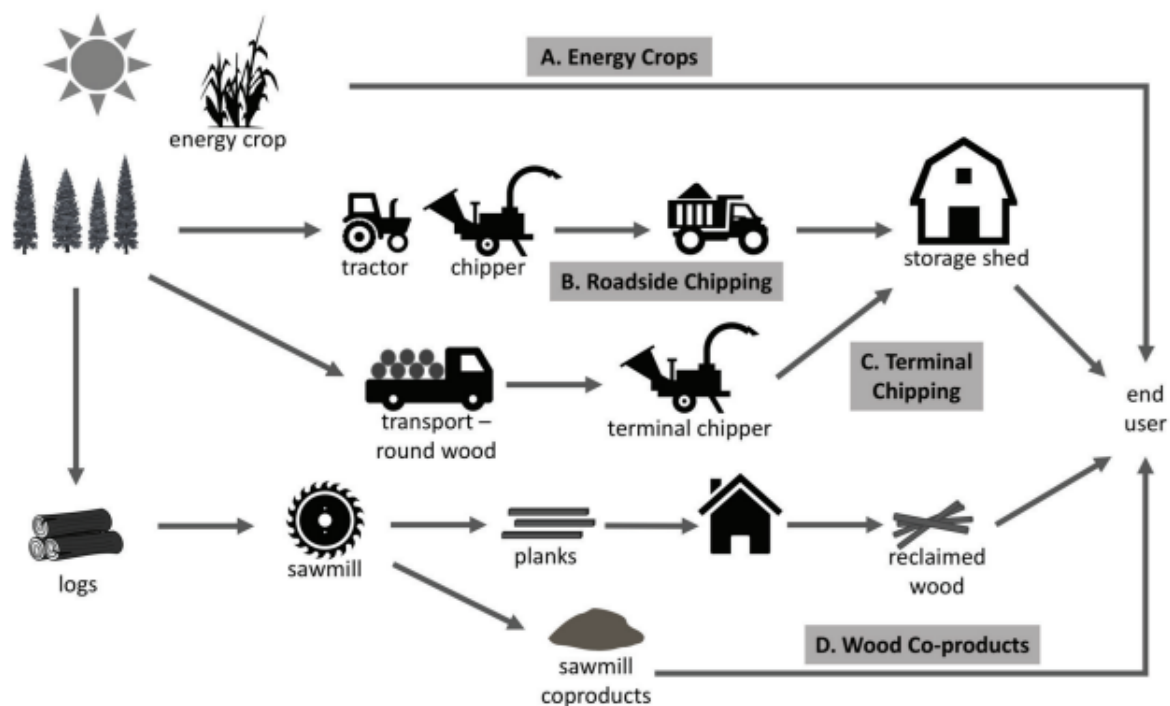 A. Energy Crops
energy crop
tractor
chipper
storage shed
B. Roadside Chipping
C. Terminal
Chipping
transport –
round wood
terminal chipper
end
user
logs
sawmill
planks
reclaimed
wood
D. Wood Co-products
sawmill
coproducts